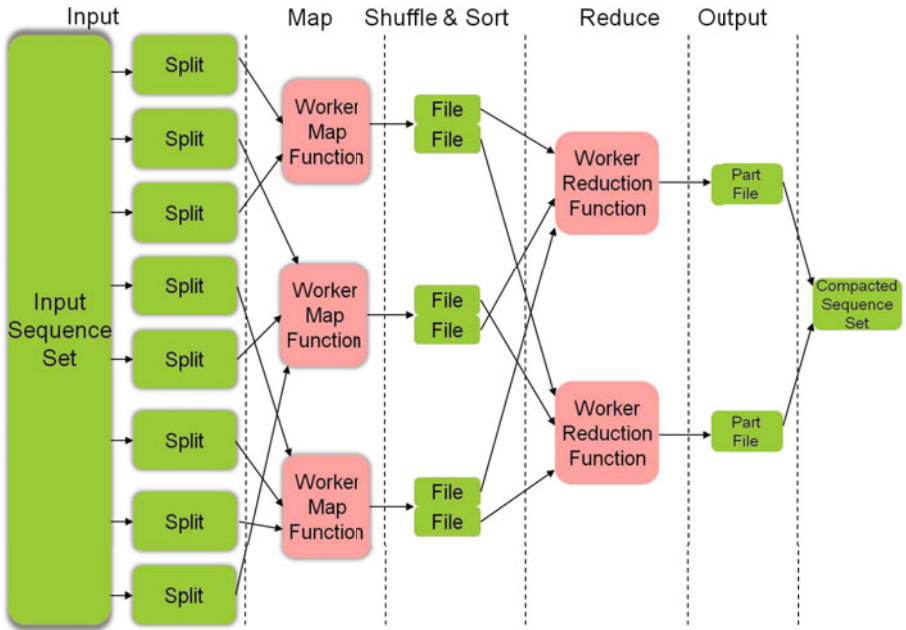 Input
Map
Shuffle & Sort
Reduce
Output
Input
Sequence
Set
Split
Split
Split
Split
Split
Split
Split
Split
Worker
Map
Function
Worker
Map
Function
Worker
Map
Function
File
File
File
File
File
File
Worker
Reduction
Function
Worker
Reduction
Function
Part
File
Part
File
Compacted
Sequence
Set